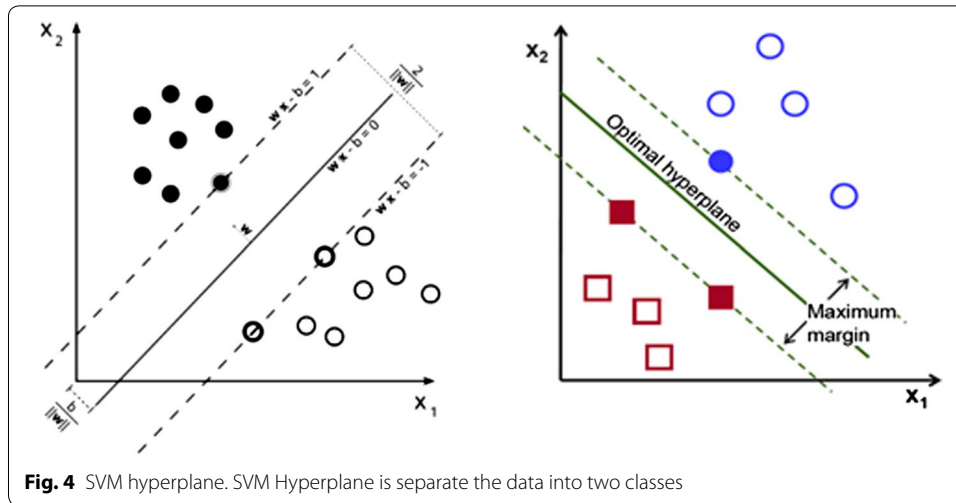 X2
w x - b = 1
2
||w||
w x - b = 0
w x - b = -1
w
b
||w||
X1
x2
Optimal hyperplane
Maximum
margin
x1
Fig. 4 SVM hyperplane. SVM Hyperplane is separate the data into two classes